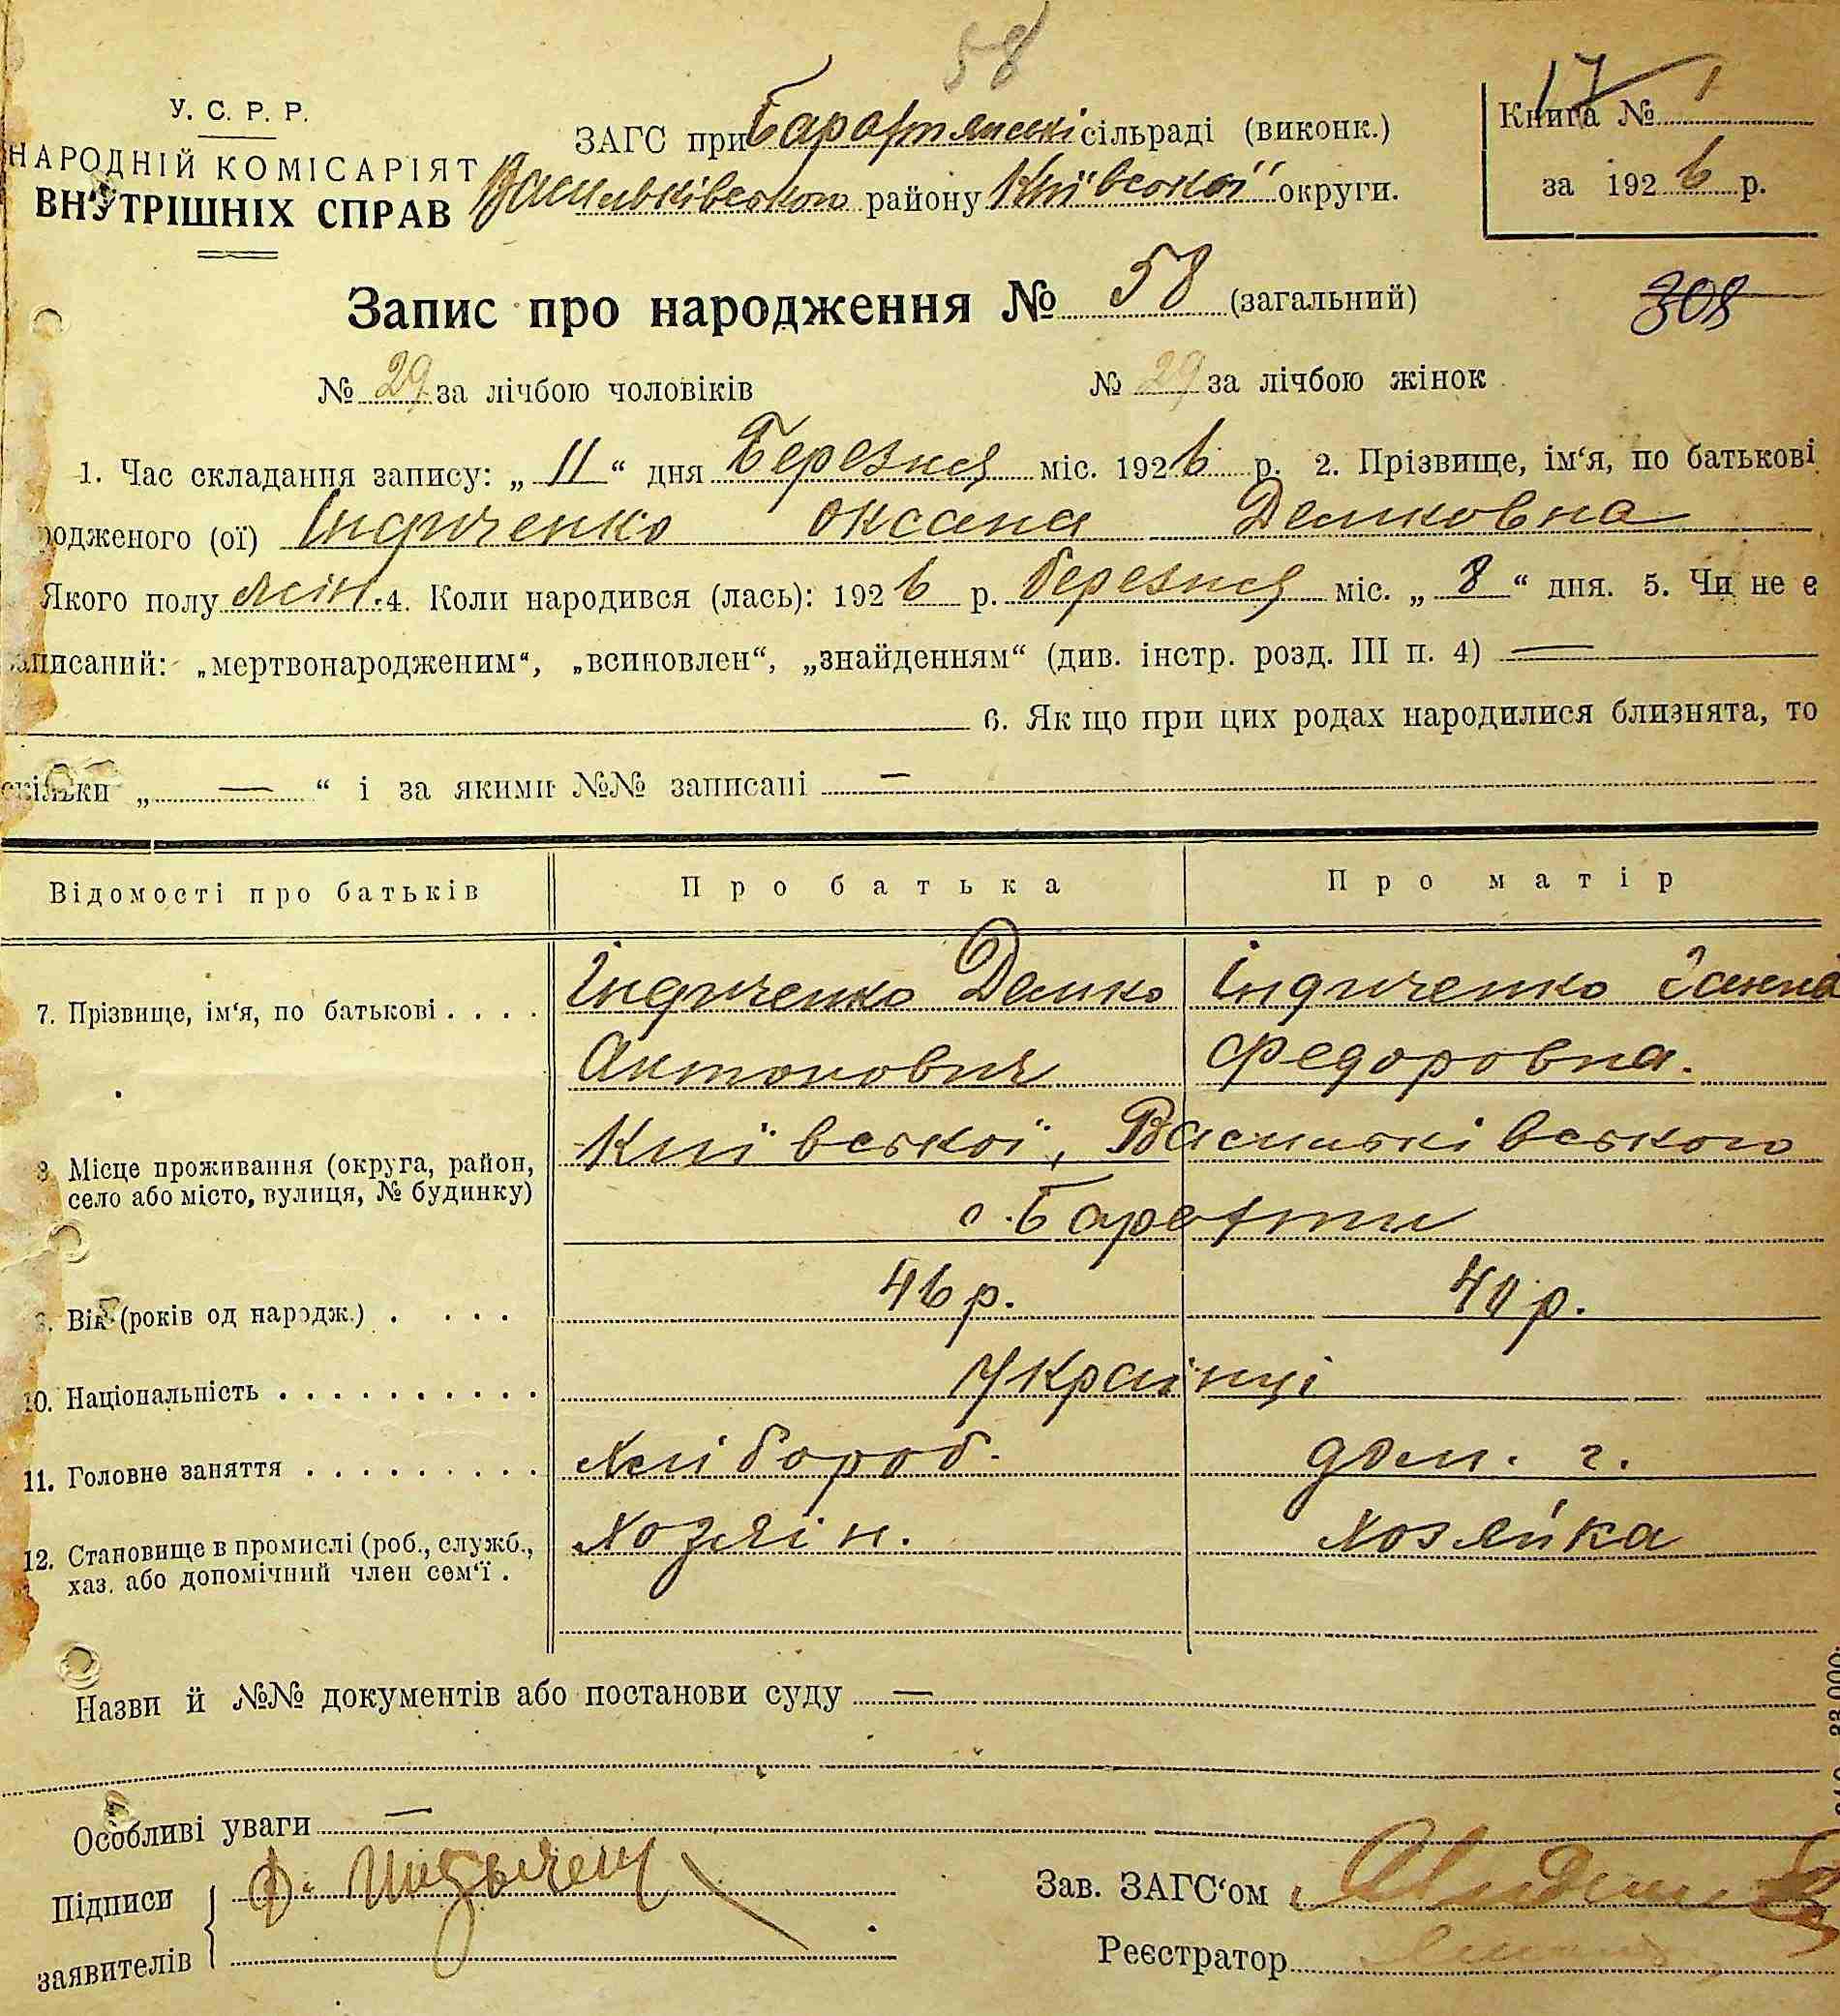 58
У. С. Р. Р.
НАРОДНІЙ КОМІСАРІЯТ
ВНУТРІШНІХ СПРАВ
ЗАГС при Барахтянські сільраді (виконк.)
Васильківського району Київської округи.
17 1
Книга №
за 1926 р.
Запис про народження № 58 (загальний)
308
№ 29 за лічбою чоловіків № 29 за лічбою жінок
1. Час складання запису: „11“ дня Березня міс. 1926 р. 2. Прізвище, ім‘я, по батькові
родженого (ої) Індиченко Оксана Демковна
Якого полу жін. 4. Коли народився (лась): 1926 р. березня міс. „8“ дня. 5. Чи не є
записаний: „мертвонародженим“, „всиновлен“, „знайденням“ (див. інстр. розд. III п. 4) —
6. Як що при цих родах народилися близнята, то
скільки „ — “ і за якими №№ записані —
Відомості про батьків Про батька Про матір
7. Прізвище, ім‘я, по батькові . . . . Індиченко Демко Індиченко
Антонович Федоровна.
Київської, Васильківського
8 Місце проживання (округа, район,
село або місто, вулиця, № будинку)
с. Барахти
9. Вік (років од народж.) . . . . . 46 р. 40 р.
10. Національність . . . . . . . . . . Українці
11. Головне заняття . . . . . . . . . Хлібороб. дом. г.
12. Становище в промислі (роб., служб., Хозяін. Хозяйка
хаз. або допомічний член сем‘ї .
Назви й №№ документів або постанови суду —
Особливі уваги —
Підписи
заявителів
Зав. ЗАГС‘ом
Реєстратор